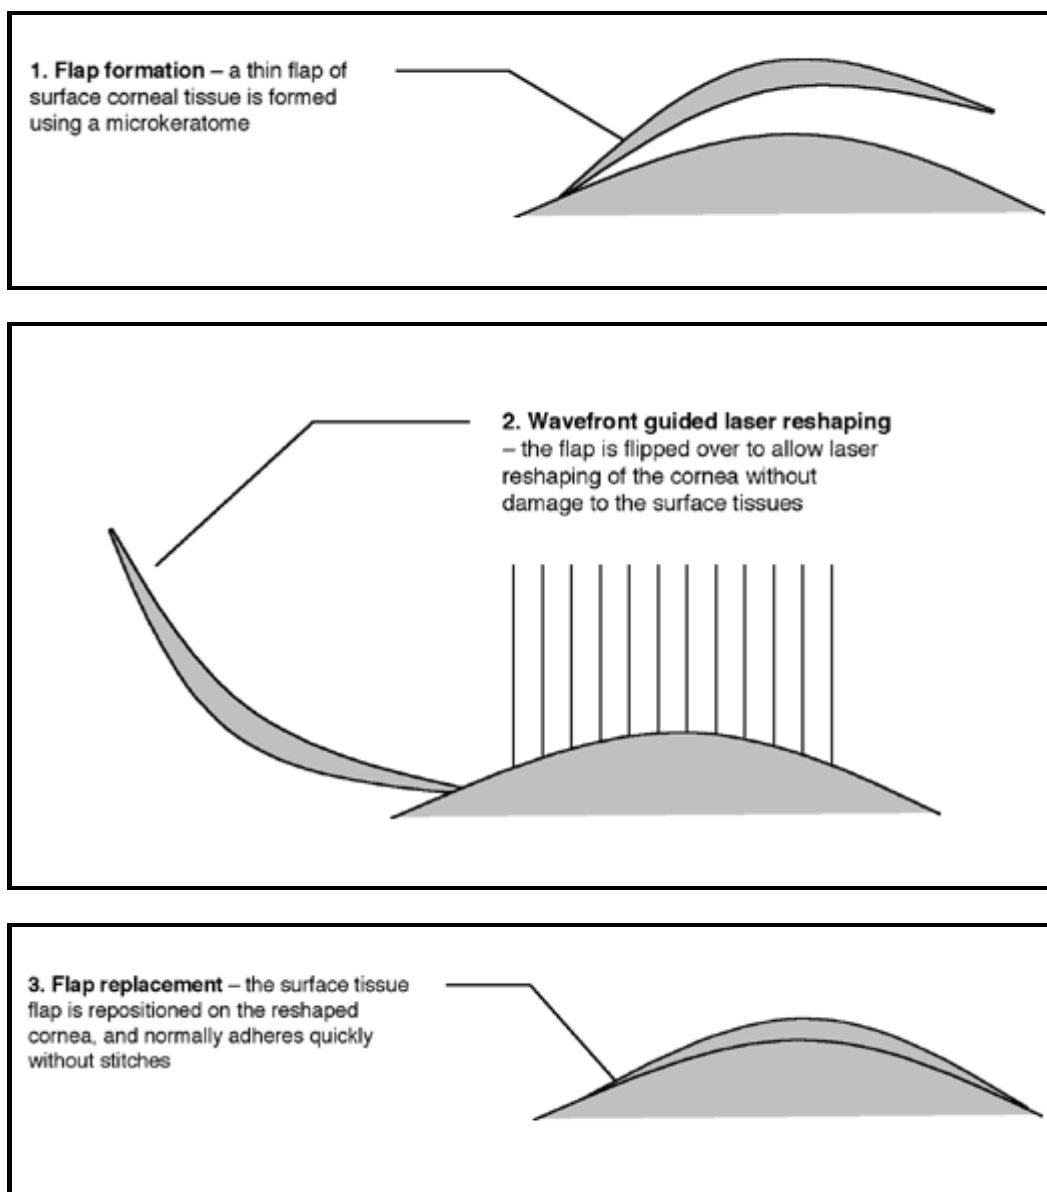 1. Flap formation – a thin flap of
surface corneal tissue is formed
using a microkeratome
2. Wavefront guided laser reshaping
– the flap is flipped over to allow laser
reshaping of the cornea without
damage to the surface tissues
3. Flap replacement – the surface tissue
flap is repositioned on the reshaped
cornea, and normally adheres quickly
without stitches